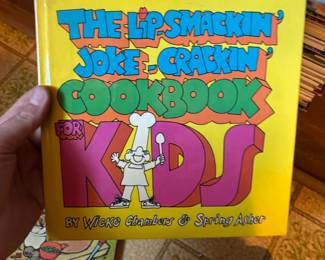 THE LIP-SMACKIN'
JOKE-CRACKIN'
COOKBOOK
FOR KIDS
BY Wicke Chambers & Spring Asher